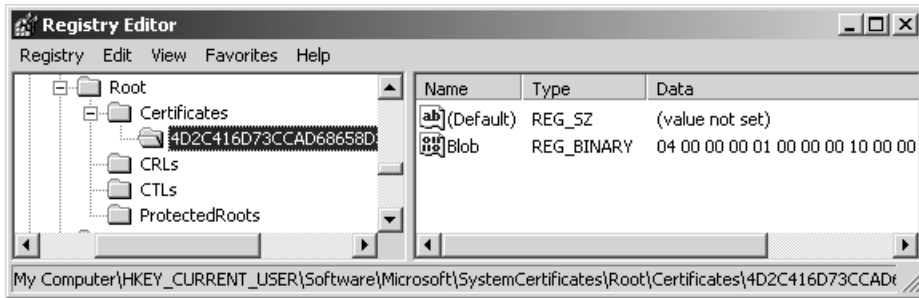 Registry Editor
Registry Edit View Favorites Help
Root
Certificates
4D2C416D73CCAD68658D
CRLs
CTLs
ProtectedRoots
Name Type Data
(Default) REG_SZ (value not set)
Blob REG_BINARY 04 00 00 00 01 00 00 00 10 00 00
My Computer\HKEY_CURRENT_USER\Software\Microsoft\SystemCertificates\Root\Certificates\4D2C416D73CCAD6